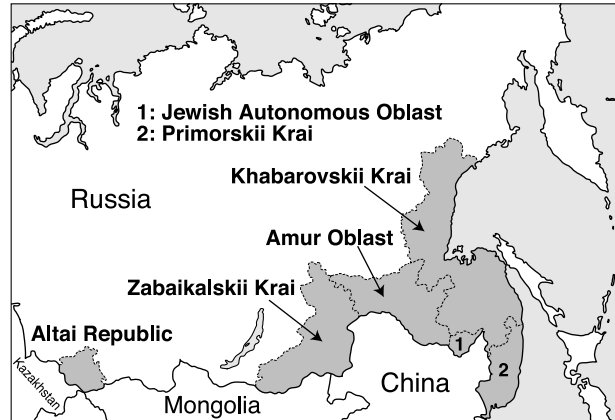 1: Jewish Autonomous Oblast
2: Primorskii Krai
Khabarovskii Krai
Russia
Amur Oblast
Zabaikalskii Krai
Altai Republic
1
2
Kazakhstan
China
Mongolia